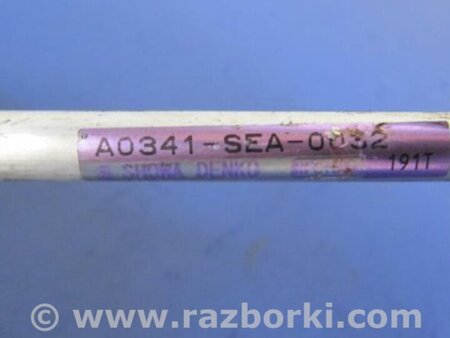 A0341-SEA-0032
SHOWA DENKO
191T
© www.razborki.com